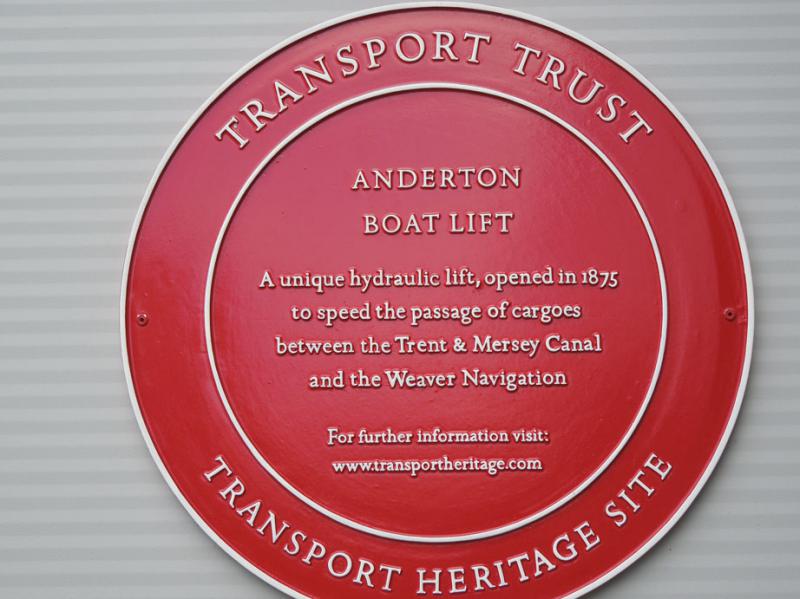 TRANSPORT TRUST
ANDERTON
BOAT LIFT
A unique hydraulic lift, opened in 1875
to speed the passage of cargoes
between the Trent & Mersey Canal
and the Weaver Navigation
For further information visit:
www.transportheritage.com
TRANSPORT HERITAGE SITE